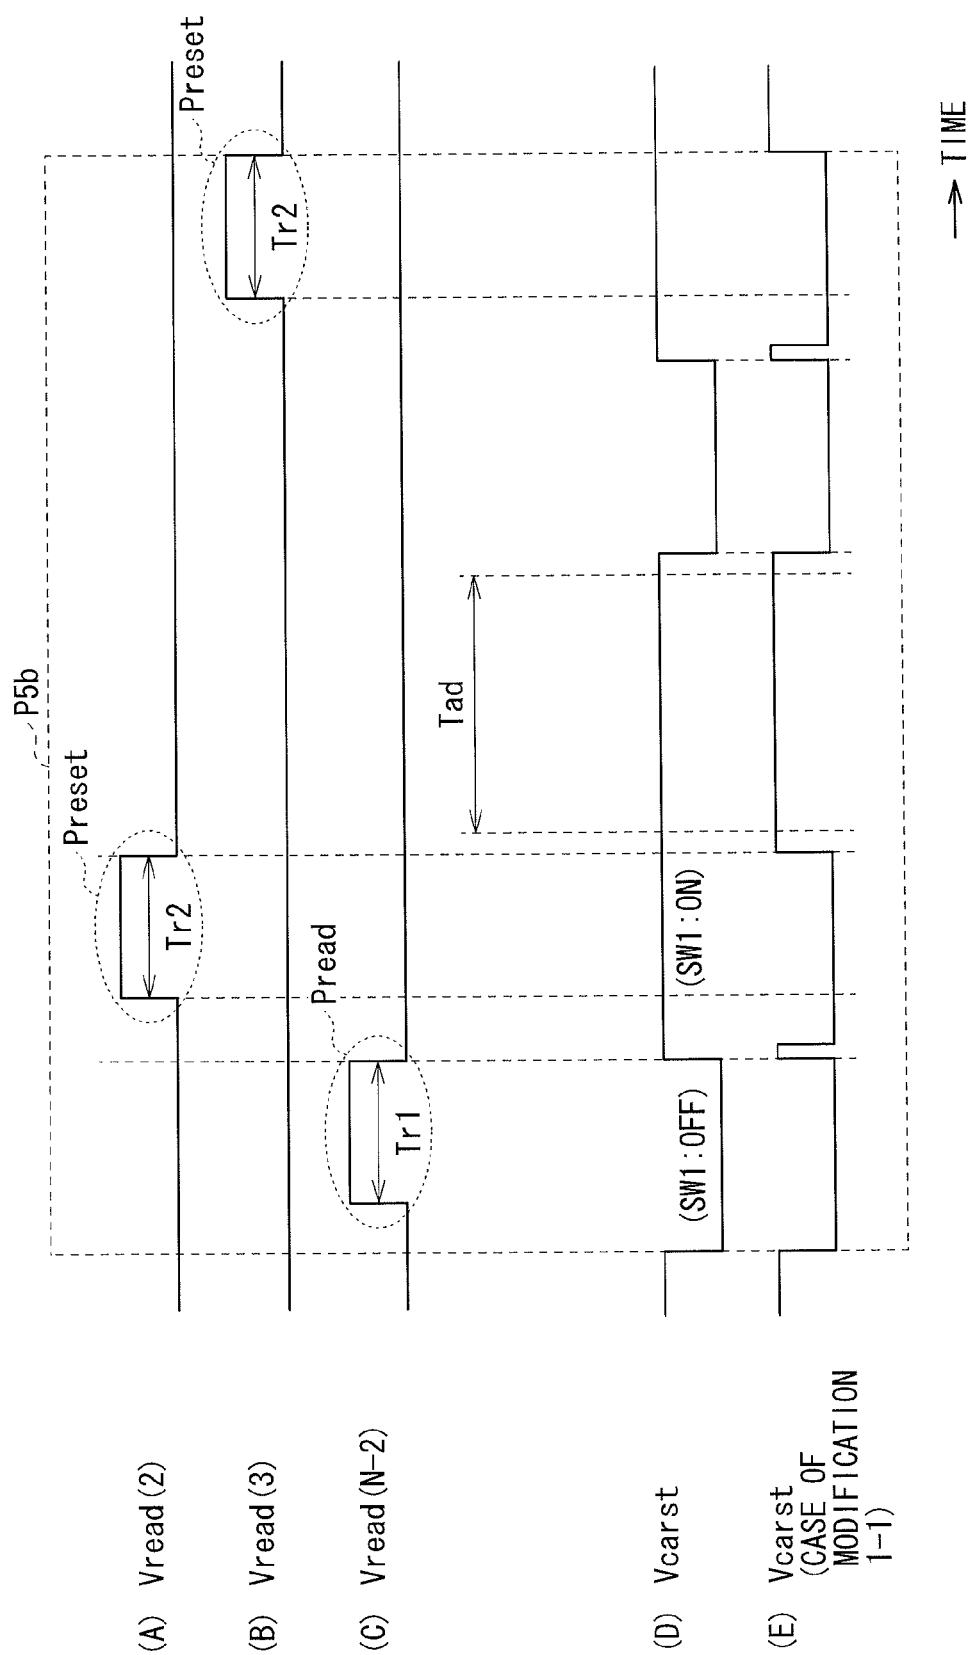 P5b
(A) Vread(2)
Preset
Tr2
(B) Vread(3)
Preset
Tr2
(C) Vread(N-2)
Pread
Tr1
Tad
(D) Vcarst
(SW1:OFF)
(SW1:ON)
(E) Vcarst
(CASE OF
MODIFICATION
1-1)
TIME